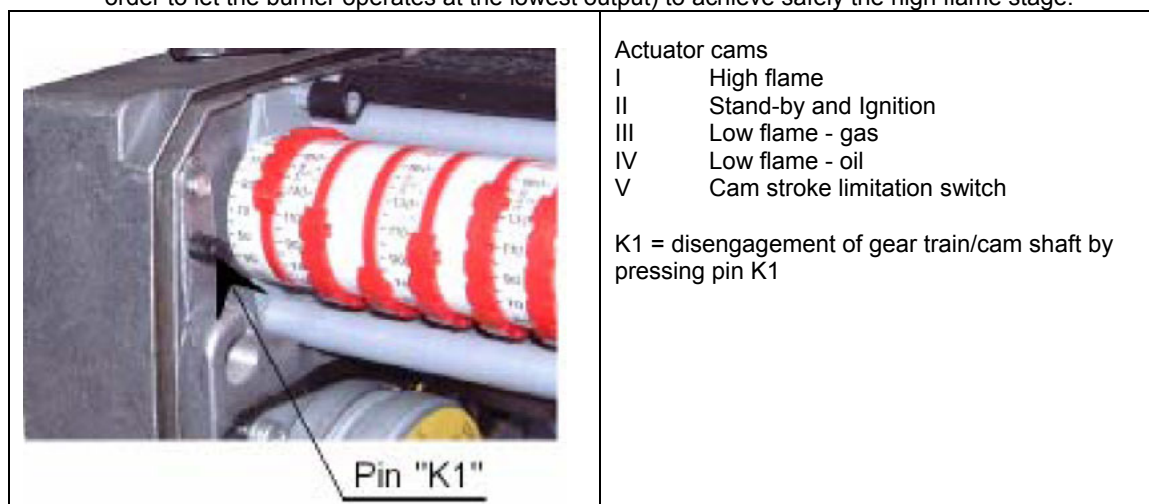 order to let the burner operates at the lowest output) to achieve safely the high flame stage.
Actuator cams
I High flame
II Stand-by and Ignition
III Low flame - gas
IV Low flame - oil
V Cam stroke limitation switch
K1 = disengagement of gear train/cam shaft by
pressing pin K1
Pin "K1"